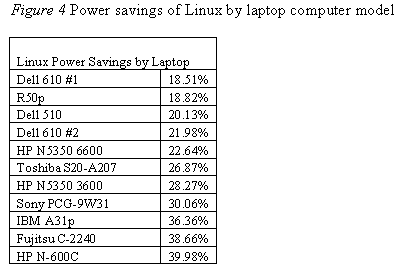 Figure 4 Power savings of Linux by laptop computer model
Linux Power Savings by Laptop
Dell 610 #1 18.51%
R50p 18.82%
Dell 510 20.13%
Dell 610 #2 21.98%
HP N5350 6600 22.64%
Toshiba S20-A207 26.87%
HP N5350 3600 28.27%
Sony PCG-9W31 30.06%
IBM A31p 36.36%
Fujitsu C-2240 38.66%
HP N-600C 39.98%